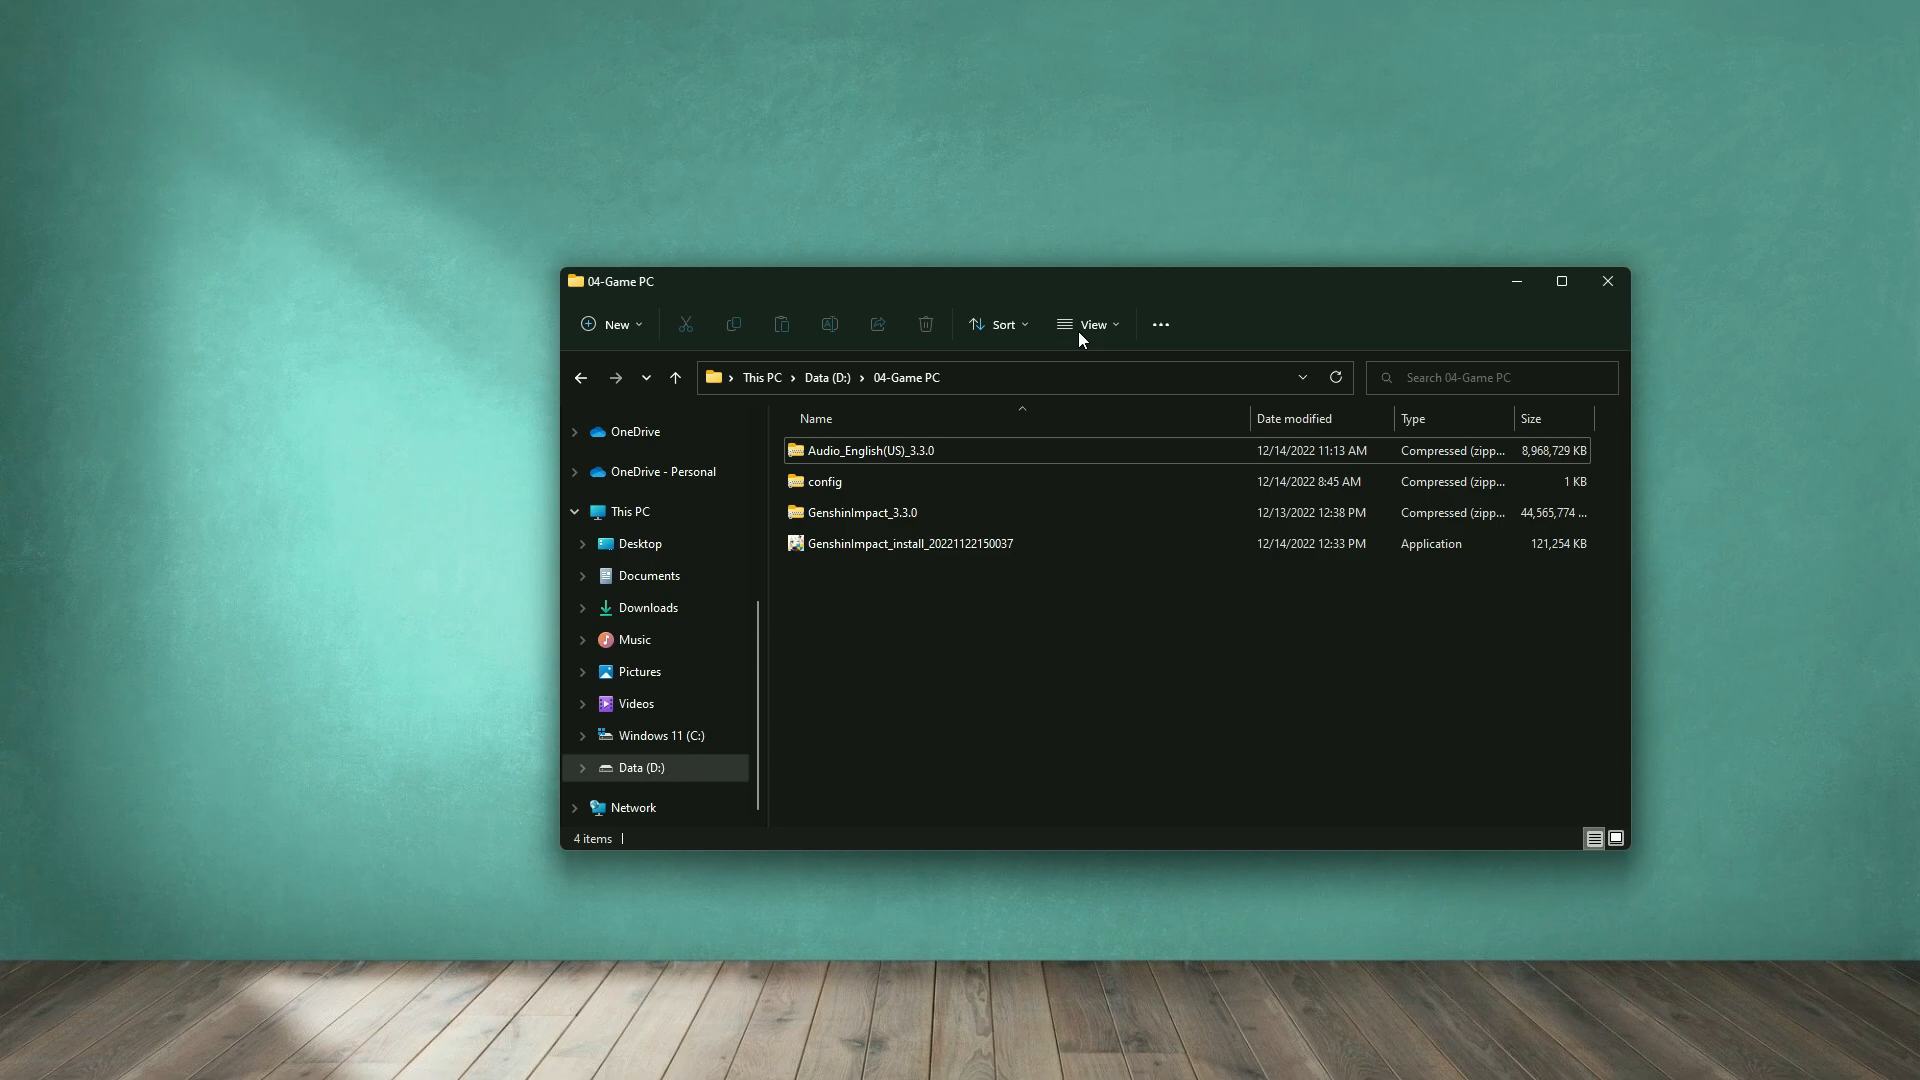 04-Game PC
New
Sort
View
This PC > Data (D:) > 04-Game PC
Search 04-Game PC
Name Date modified Type Size
OneDrive
OneDrive - Personal
This PC
Desktop
Documents
Downloads
Music
Pictures
Videos
Windows 11 (C:)
Data (D:)
Network
Audio_English(US)_3.3.0 12/14/2022 11:13 AM Compressed (zipp... 8,968,729 KB
config 12/14/2022 8:45 AM Compressed (zipp... 1 KB
GenshinImpact_3.3.0 12/13/2022 12:38 PM Compressed (zipp... 44,565,774 ...
GenshinImpact_install_20221122150037 12/14/2022 12:33 PM Application 121,254 KB
4 items